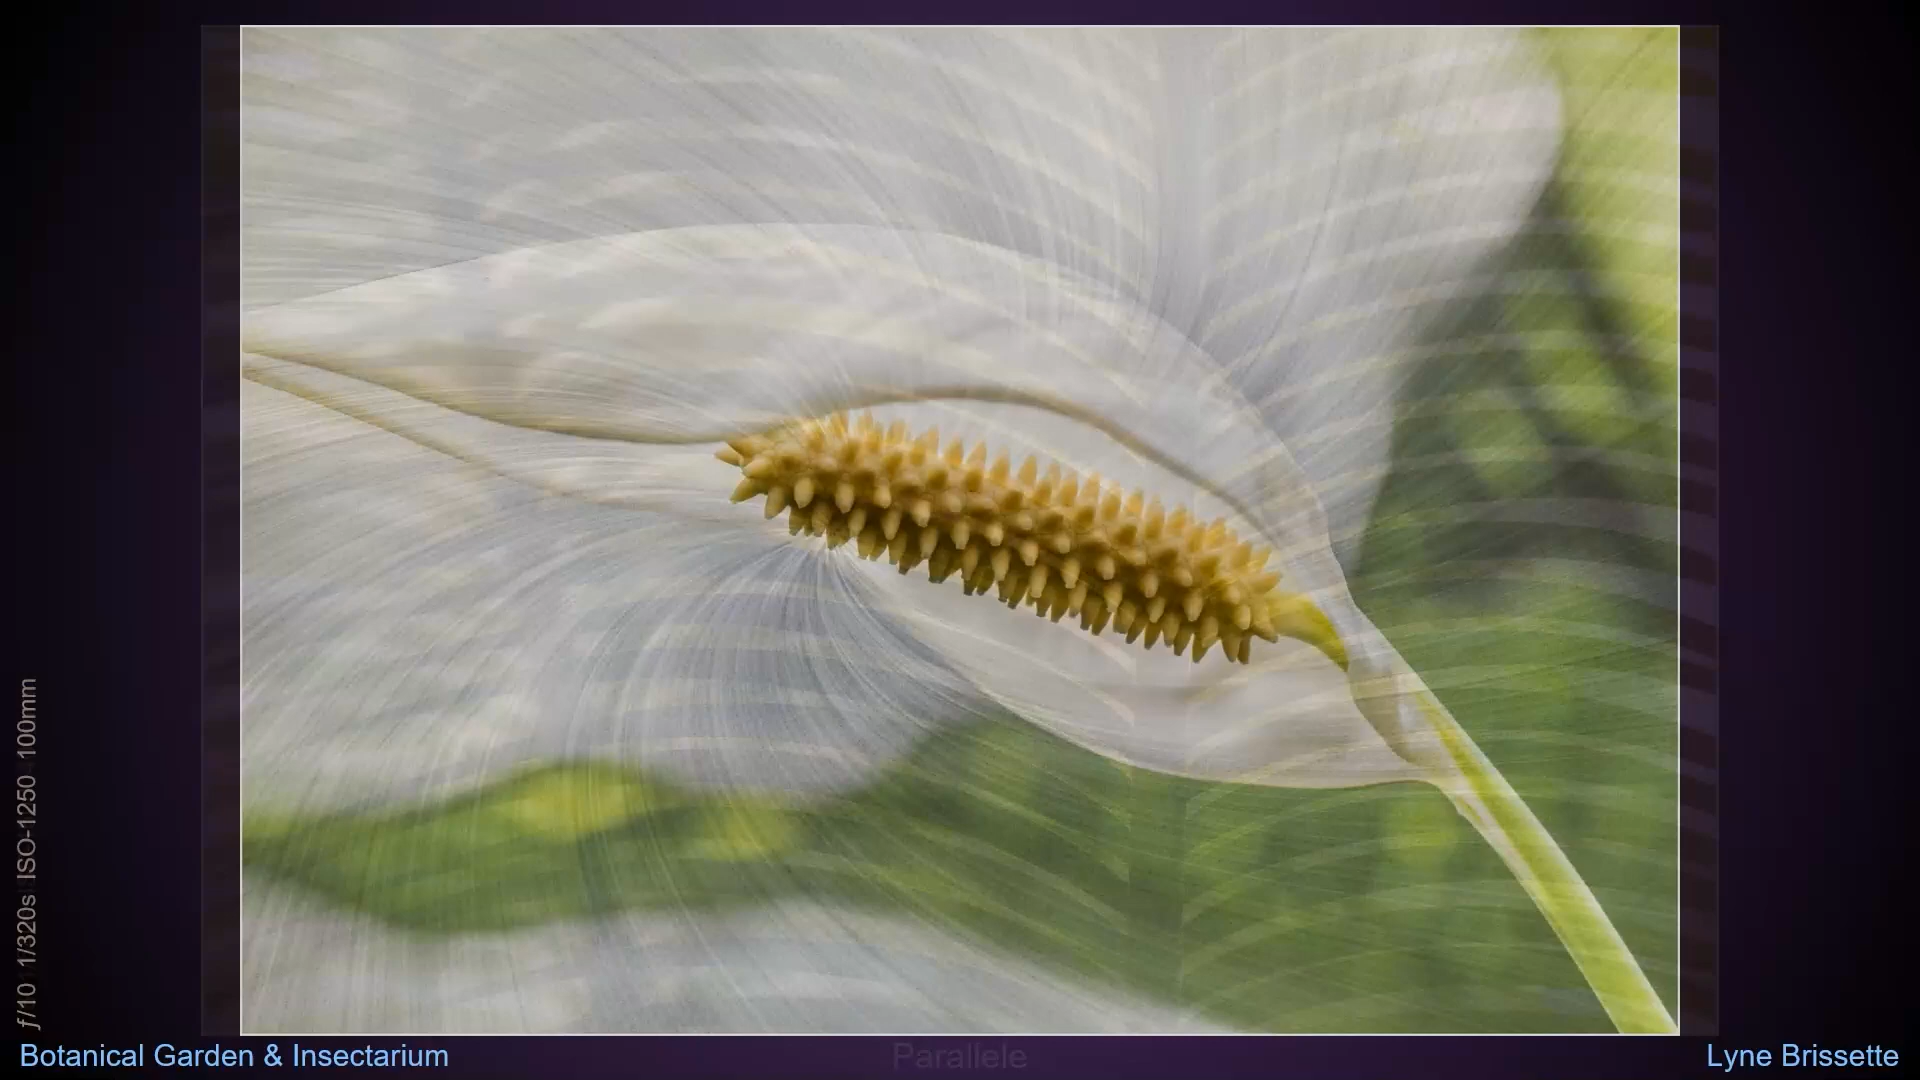 f/10 1/320s ISO-1250 100mm
Botanical Garden & Insectarium
Parallele
Lyne Brissette